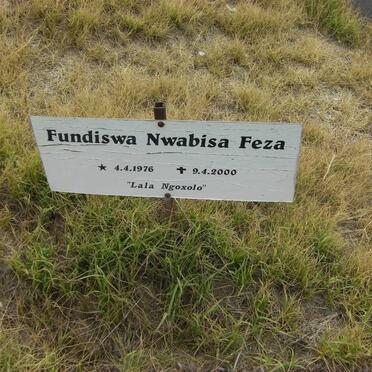 Fundiswa Nwabisa Feza
★ 4.4.1976 ✝ 9.4.2000
"Lala Ngoxolo"